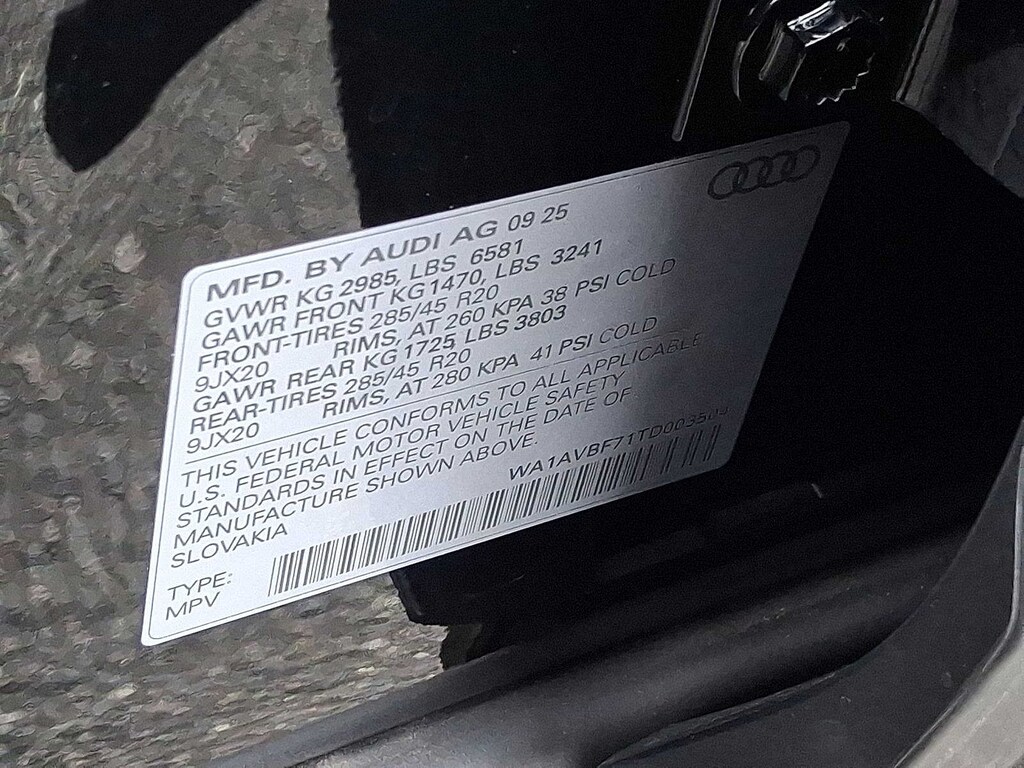 MFD. BY AUDI AG 09 25
GVWR KG 2985, LBS 6581
GAWR FRONT KG1470, LBS 3241
FRONT-TIRES 285/45 R20
9JX20 RIMS, AT 260 KPA 38 PSI COLD
GAWR REAR KG 1725, LBS 3803
REAR-TIRES 285/45 R20
9JX20 RIMS, AT 280 KPA 41 PSI COLD
THIS VEHICLE CONFORMS TO ALL APPLICABLE
U.S. FEDERAL MOTOR VEHICLE SAFETY
STANDARDS IN EFFECT ON THE DATE OF
MANUFACTURE SHOWN ABOVE.
SLOVAKIA WA1AVBF71TD003504
TYPE:
MPV